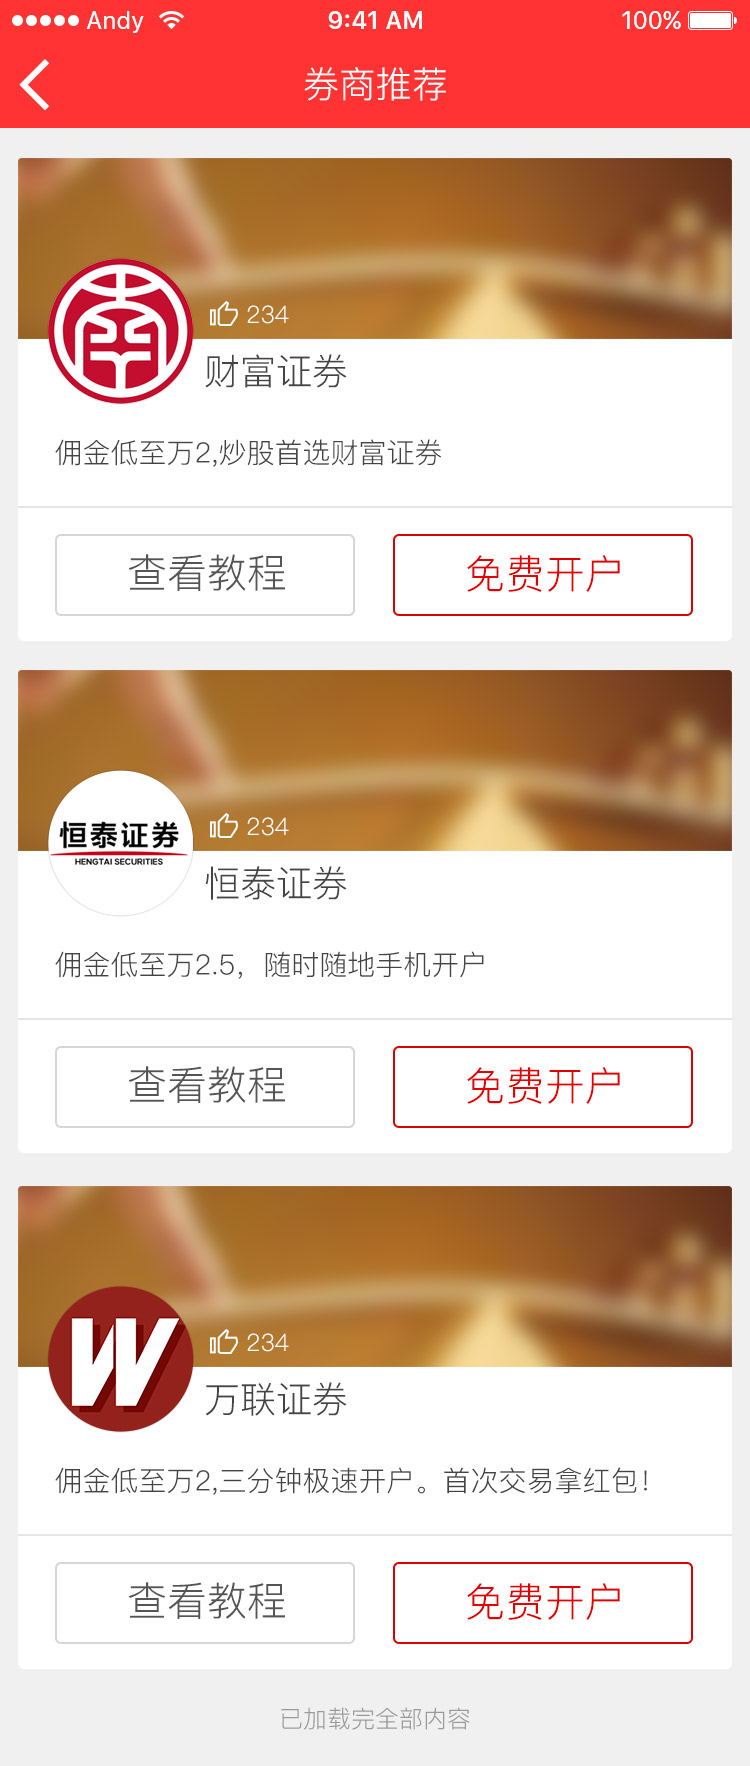 Andy 9:41 AM 100%
券商推荐
234
财富证券
佣金低至万2,炒股首选财富证券
查看教程 免费开户
恒泰证券
HENGTAI SECURITIES
234
恒泰证券
佣金低至万2.5，随时随地手机开户
查看教程 免费开户
W
234
万联证券
佣金低至万2,三分钟极速开户。首次交易拿红包！
查看教程 免费开户
已加载完全部内容